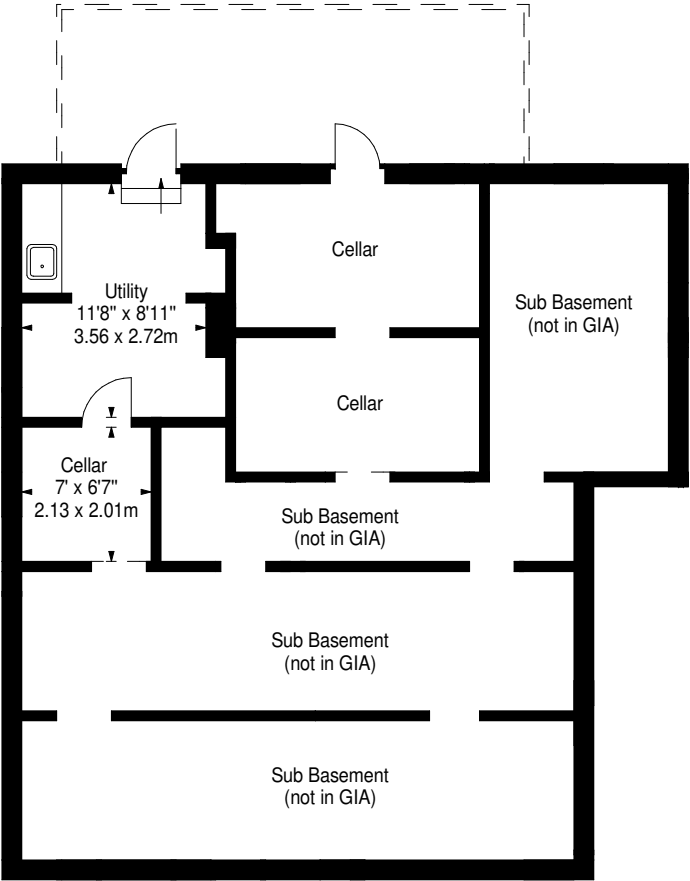 Cellar
Utility
11'8" x 8'11"
3.56 x 2.72m
Sub Basement
(not in GIA)
Cellar
Cellar
7' x 6'7"
2.13 x 2.01m
Sub Basement
(not in GIA)
Sub Basement
(not in GIA)
Sub Basement
(not in GIA)